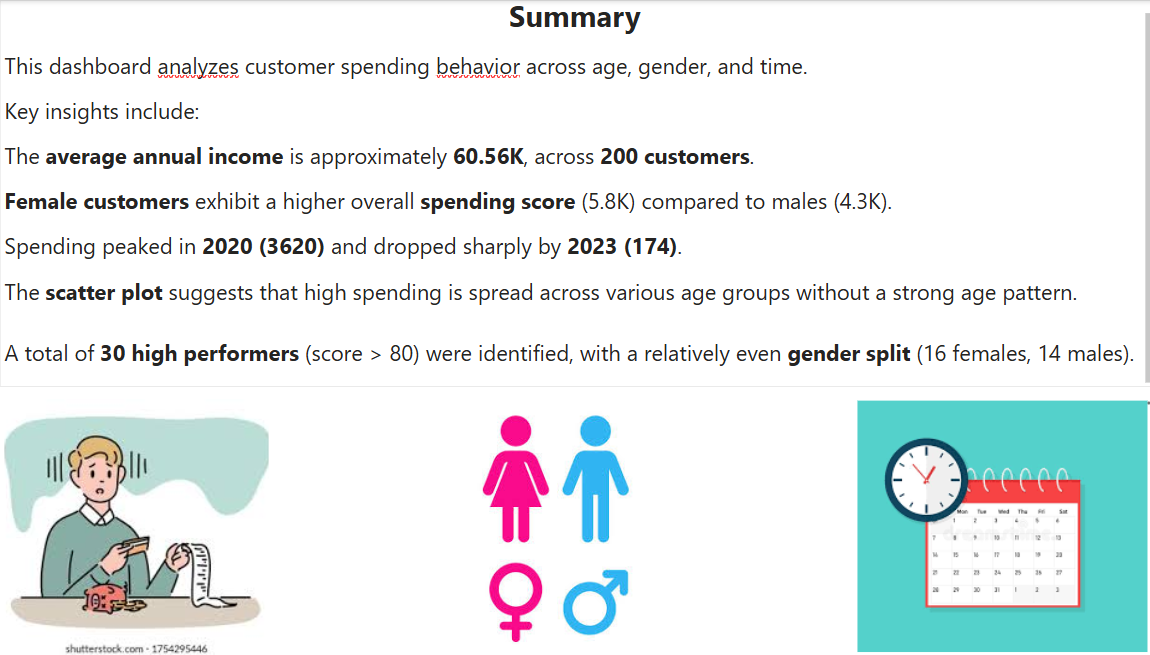 Summary
This dashboard analyzes customer spending behavior across age, gender, and time.
Key insights include:
The average annual income is approximately 60.56K, across 200 customers.
Female customers exhibit a higher overall spending score (5.8K) compared to males (4.3K).
Spending peaked in 2020 (3620) and dropped sharply by 2023 (174).
The scatter plot suggests that high spending is spread across various age groups without a strong age pattern.
A total of 30 high performers (score > 80) were identified, with a relatively even gender split (16 females, 14 males).
Mon Tue Wed Thu Fri Sat
1 2 3 4 5 6
7 8 9 10 11 12 13
14 15 16 17 18 19 20
21 22 23 24 25 26 27
28 29 30 31 1 2 3
shutterstock.com · 1754295446